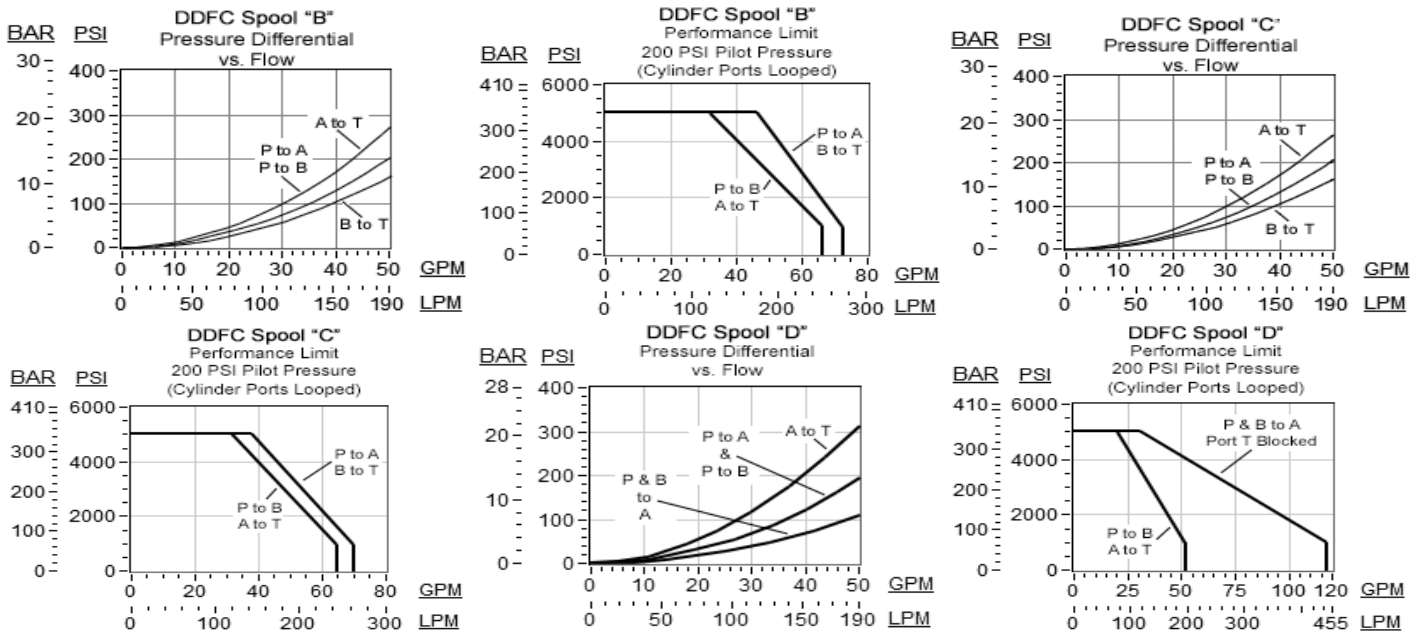 DDFC Spool “B”
Pressure Differential
vs. Flow
BAR PSI
30
20
10
0
400
300
200
100
0
A to T
P to A
P to B
B to T
0 10 20 30 40 50 GPM
0 50 100 150 190 LPM
DDFC Spool “B”
Performance Limit
200 PSI Pilot Pressure
(Cylinder Ports Looped)
BAR PSI
410
300
200
100
0
6000
4000
2000
0
P to A
B to T
P to B
A to T
0 20 40 60 80 GPM
100 200 300 LPM
DDFC Spool “C”
Pressure Differential
vs. Flow
BAR PSI
30
20
10
0
400
300
200
100
0
A to T
P to A
P to B
B to T
0 10 20 30 40 50 GPM
0 50 100 150 190 LPM
DDFC Spool “C”
Performance Limit
200 PSI Pilot Pressure
(Cylinder Ports Looped)
BAR PSI
410
300
200
100
0
6000
4000
2000
0
P to A
B to T
P to B
A to T
0 20 40 60 80
GPM
0 100 200 300 LPM
DDFC Spool “D”
Pressure Differential
vs. Flow
BAR PSI
28
20
10
0
400
300
200
100
0
P to A
&
P to B
A to T
P & B
to
A
0 10 20 30 40 50 GPM
0 50 100 150 190 LPM
DDFC Spool “D”
Performance Limit
200 PSI Pilot Pressure
(Cylinder Ports Looped)
BAR PSI
410
300
200
100
0
6000
4000
2000
0
P & B to A
Port T Blocked
P to B
A to T
0 25 50 75 100 120 GPM
0 100 200 300 455 LPM